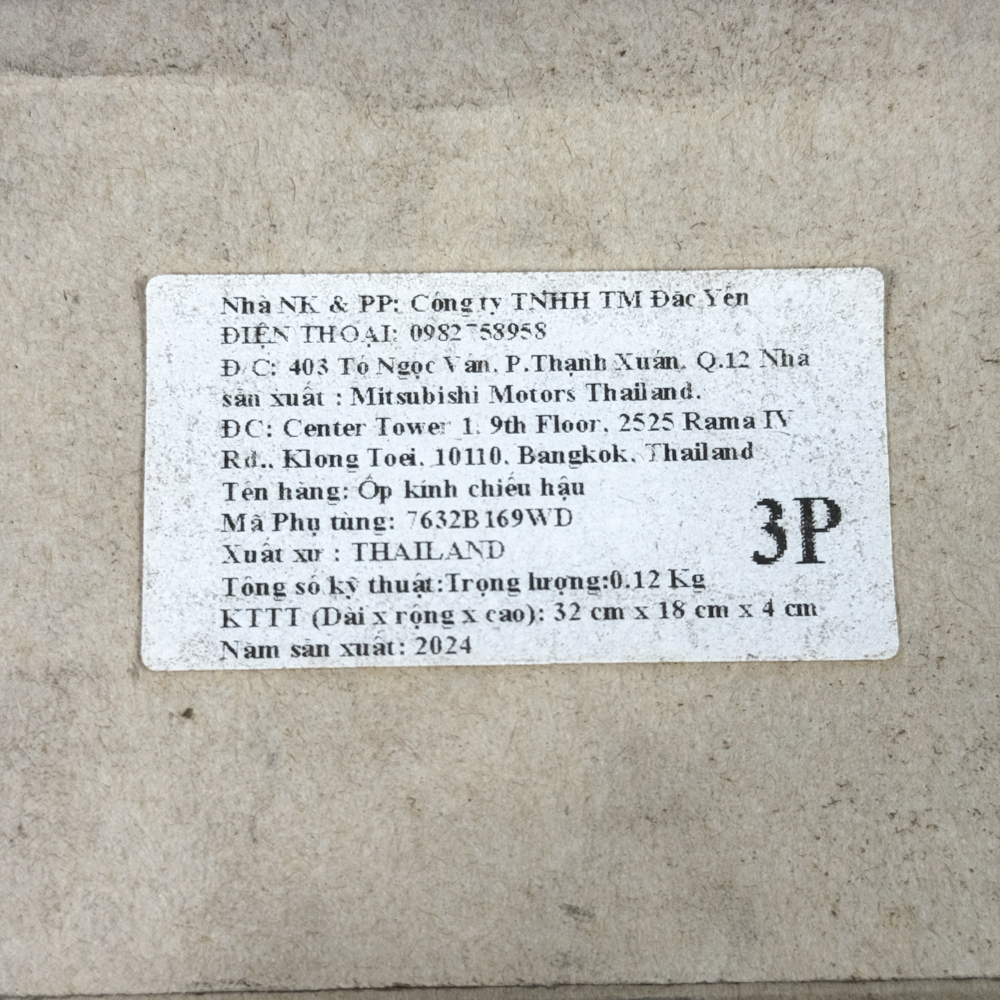 Nhà NK & PP: Công ty TNHH TM Đắc Yến
ĐIỆN THOẠI: 0982758958
Đ/C: 403 Tô Ngọc Vân, P.Thạnh Xuân, Q.12 Nhà
sản xuất : Mitsubishi Motors Thailand.
ĐC: Center Tower 1, 9th Floor, 2525 Rama IV
Rd., Klong Toei, 10110, Bangkok, Thailand
Tên hàng: Ốp kính chiếu hậu
Mã Phụ tùng: 7632B169WD
3P
Xuất xứ : THAILAND
Tông số kỹ thuật:Trọng lượng:0.12 Kg
KTTT (Dài x rộng x cao): 32 cm x 18 cm x 4 cm
Năm sản xuất: 2024